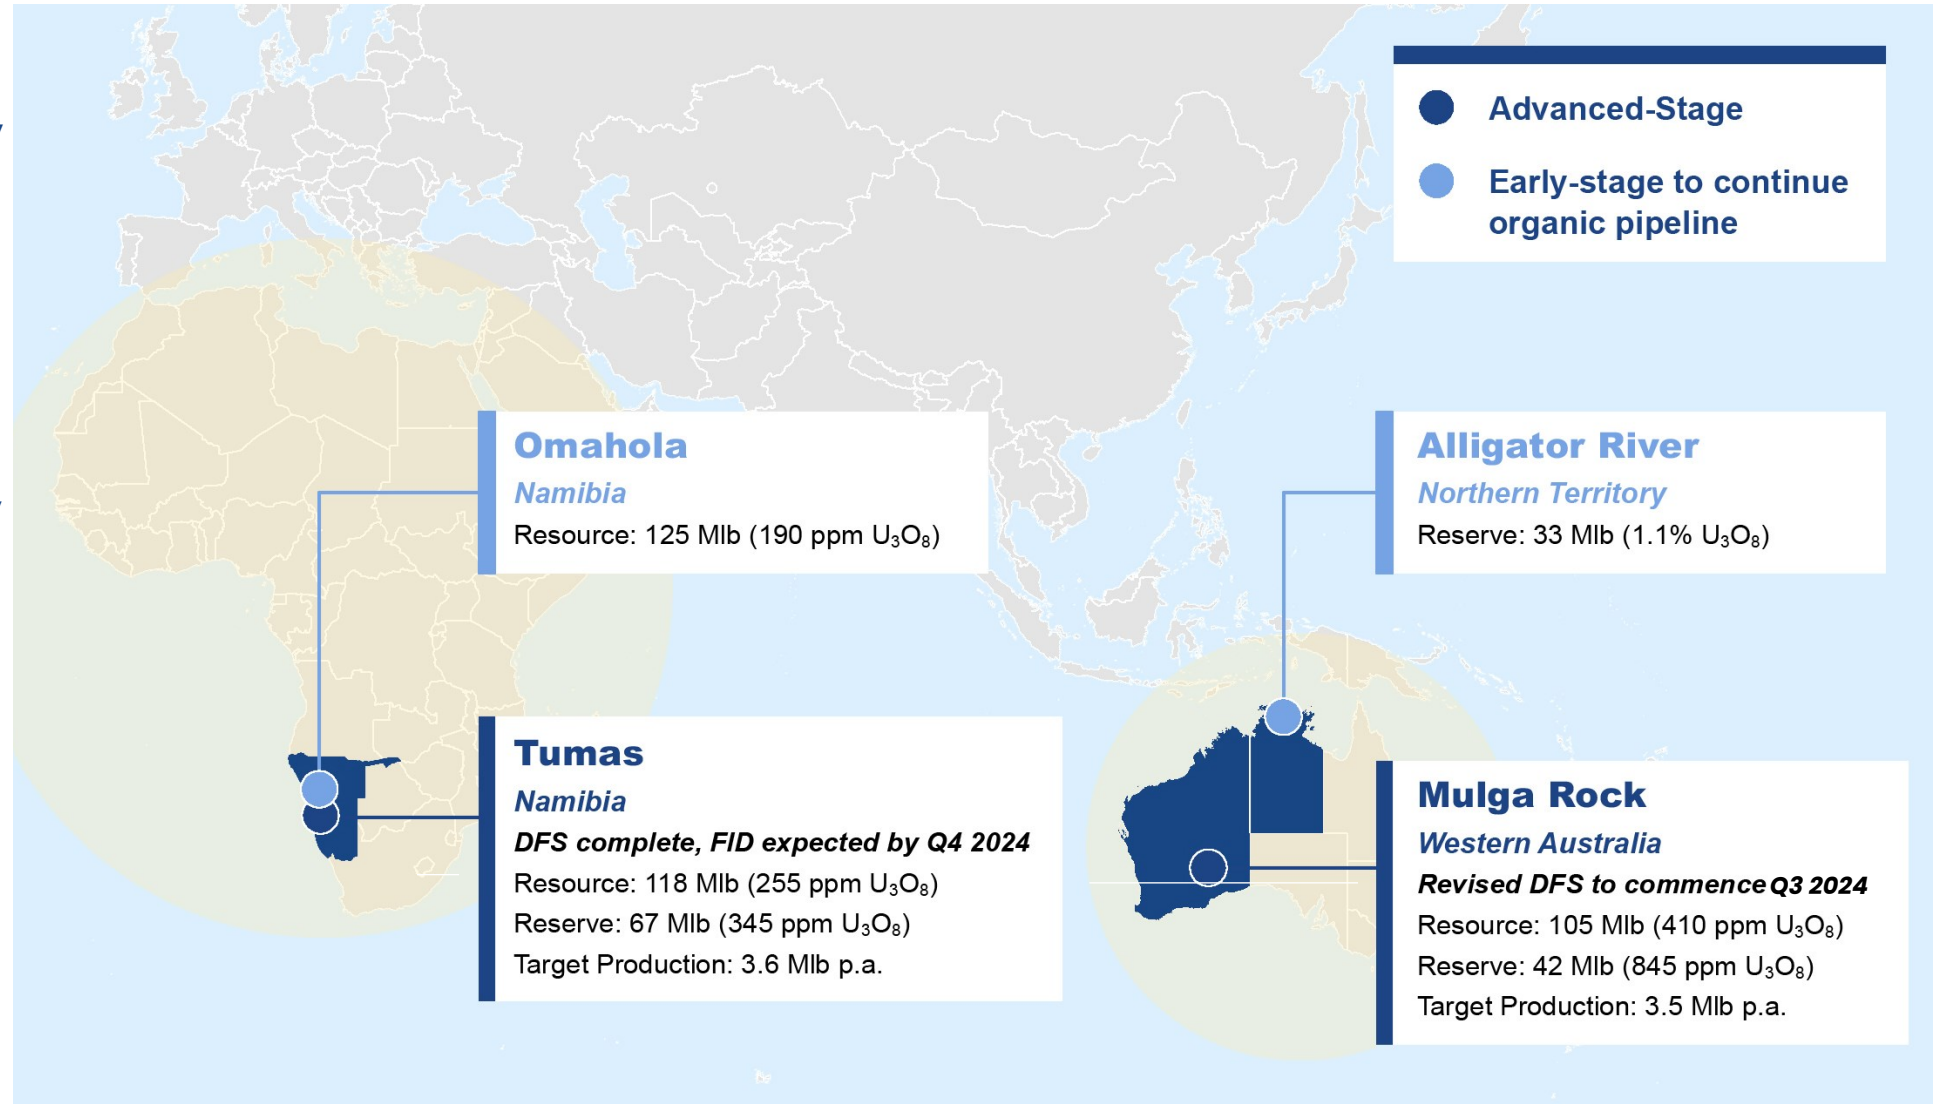 Advanced-Stage
Early-stage to continue
organic pipeline
Omahola
Namibia
Resource: 125 Mlb (190 ppm U₃O₈)
Alligator River
Northern Territory
Reserve: 33 Mlb (1.1% U₃O₈)
Tumas
Namibia
DFS complete, FID expected by Q4 2024
Resource: 118 Mlb (255 ppm U₃O₈)
Reserve: 67 Mlb (345 ppm U₃O₈)
Target Production: 3.6 Mlb p.a.
Mulga Rock
Western Australia
Revised DFS to commence Q3 2024
Resource: 105 Mlb (410 ppm U₃O₈)
Reserve: 42 Mlb (845 ppm U₃O₈)
Target Production: 3.5 Mlb p.a.